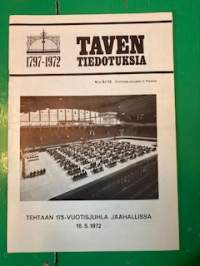 TAVEN
1797-1972 TIEDOTUKSIA
TEHTAAN 175-VUOTISJUHLA JÄÄHALLISSA
16.5.1972